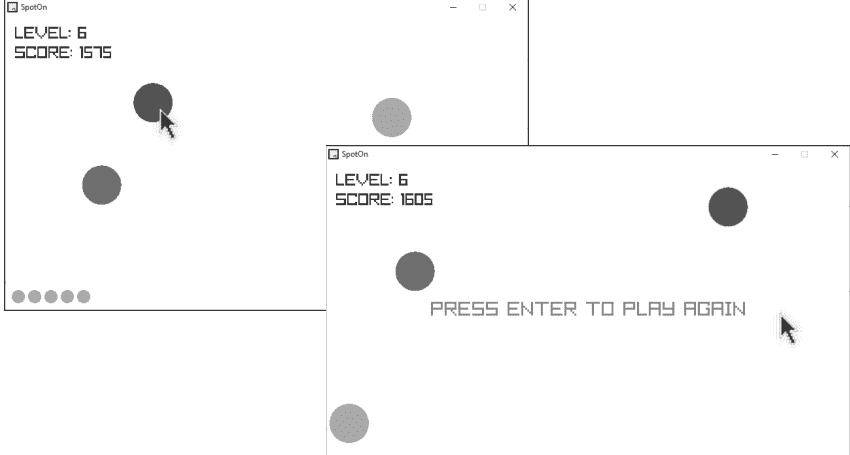 SpotOn
LEVEL: 6
SCORE: 1575
SpotOn
LEVEL: 6
SCORE: 1605
PRESS ENTER TO PLAY AGAIN